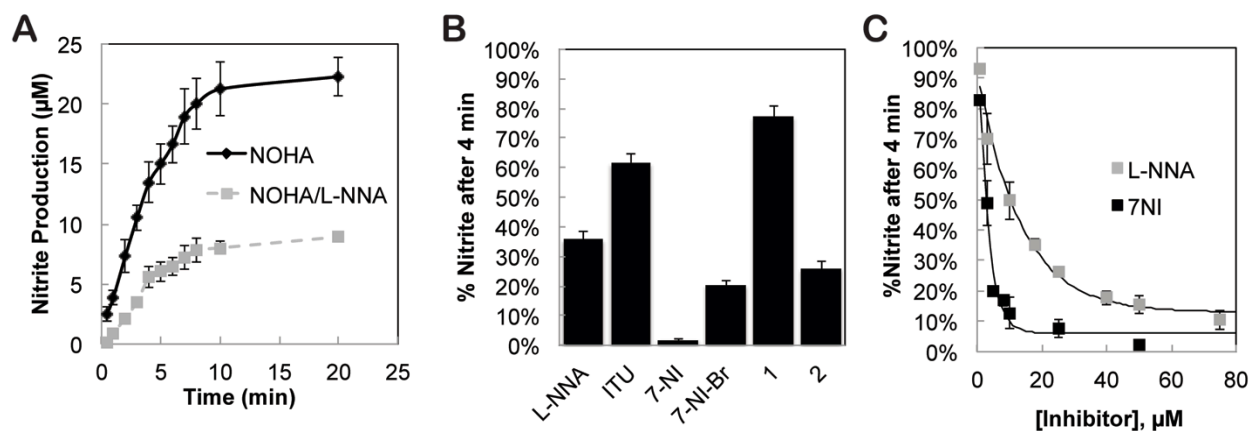 A
25
20
15
10
5
0
Nitrite Production (µM)
0 5 10 15 20 25
Time (min)
NOHA
NOHA/L-NNA
B
100%
90%
80%
70%
60%
50%
40%
30%
20%
10%
0%
% Nitrite after 4 min
L-NNA
ITU
7-NI
7-NI-Br
1
2
C
100%
90%
80%
70%
60%
50%
40%
30%
20%
10%
0%
%Nitrite after 4 min
0 20 40 60 80
[Inhibitor], µM
L-NNA
7NI